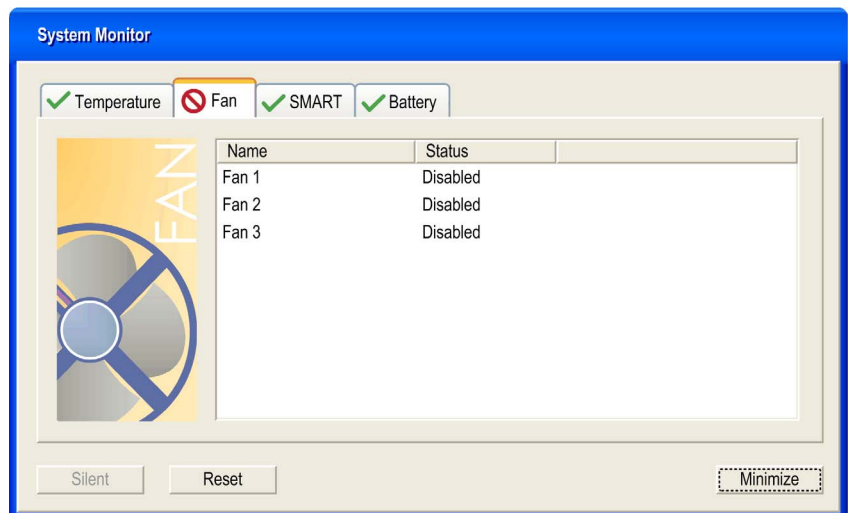 System Monitor
Temperature Fan SMART Battery
FAN
Name Status
Fan 1 Disabled
Fan 2 Disabled
Fan 3 Disabled
Silent Reset Minimize